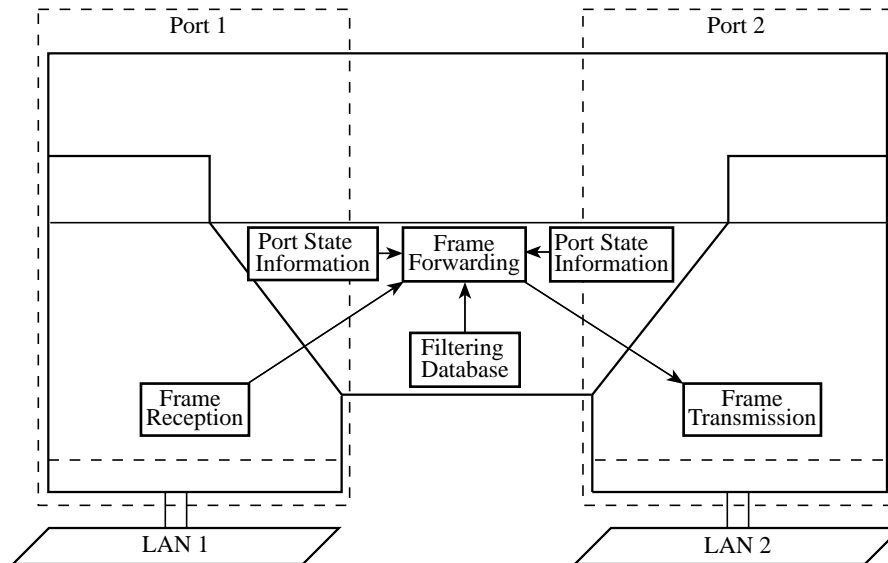 Port 1
Port 2
Port State
Information
Frame
Forwarding
Port State
Information
Filtering
Database
Frame
Reception
Frame
Transmission
LAN 1
LAN 2